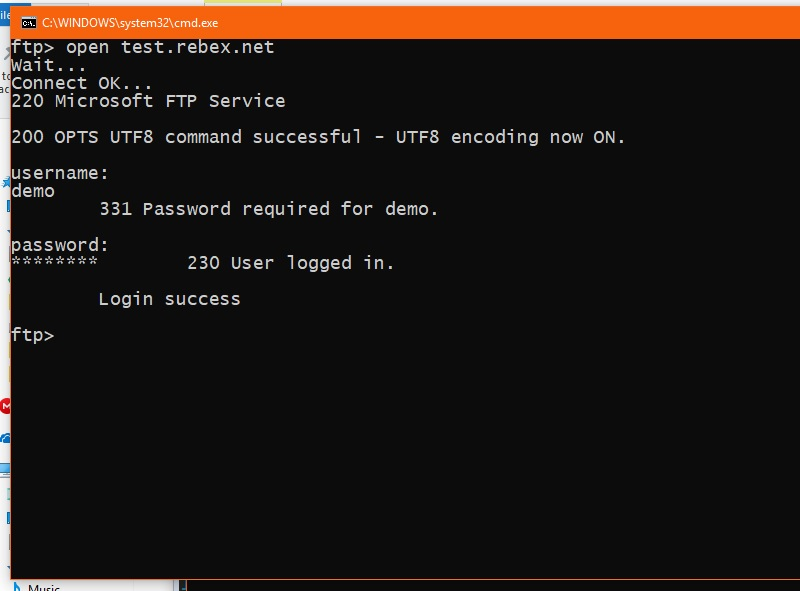 C:\WINDOWS\system32\cmd.exe
ftp> open test.rebex.net
Wait...
Connect OK...
220 Microsoft FTP Service
200 OPTS UTF8 command successful - UTF8 encoding now ON.
username:
demo
331 Password required for demo.
password:
******** 230 User logged in.
Login success
ftp>
Music